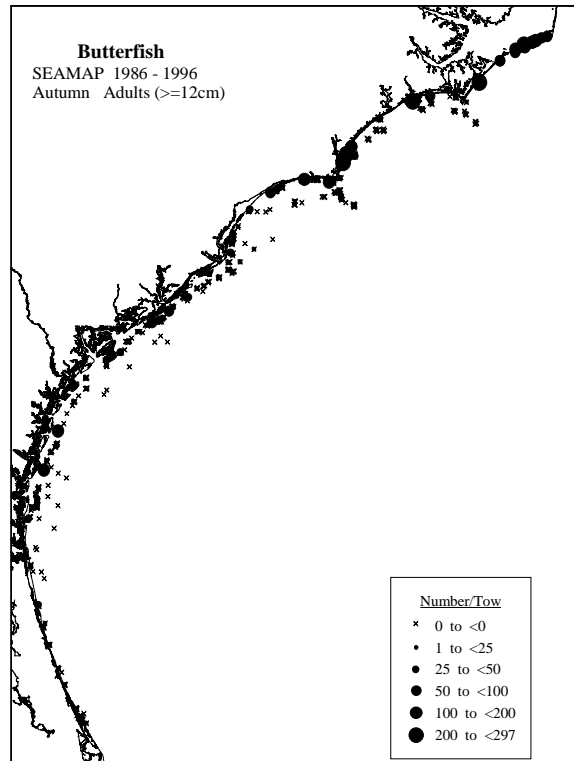 Butterfish
SEAMAP 1986 - 1996
Autumn Adults (>=12cm)
Number/Tow
0 to <0
1 to <25
25 to <50
50 to <100
100 to <200
200 to <297